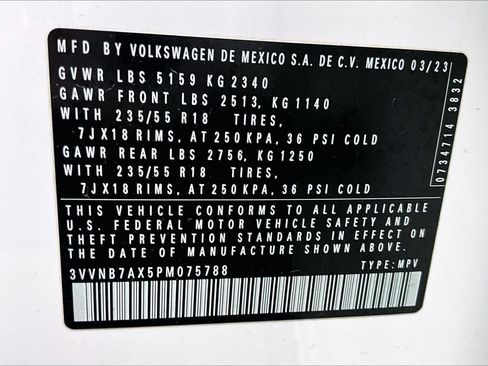 MFD BY VOLKSWAGEN DE MEXICO S.A. DE C.V. MEXICO 03/23
GVWR LBS 5159 KG 2340
GAWR FRONT LBS 2513, KG 1140
WITH 235/55 R18 TIRES,
7JX18 RIMS, AT 250 KPA, 36 PSI COLD
GAWR REAR LBS 2756, KG1250
WITH 235/55 R18 TIRES,
7JX18 RIMS, AT 250 KPA, 36 PSI COLD
THIS VEHICLE CONFORMS TO ALL APPLICABLE
U.S. FEDERAL MOTOR VEHICLE SAFETY AND
THEFT PREVENTION STANDARDS IN EFFECT ON
THE DATE OF MANUFACTURE SHOWN ABOVE.
3VVNB7AX5PM075788 TYPE: MPV
0734714 3832